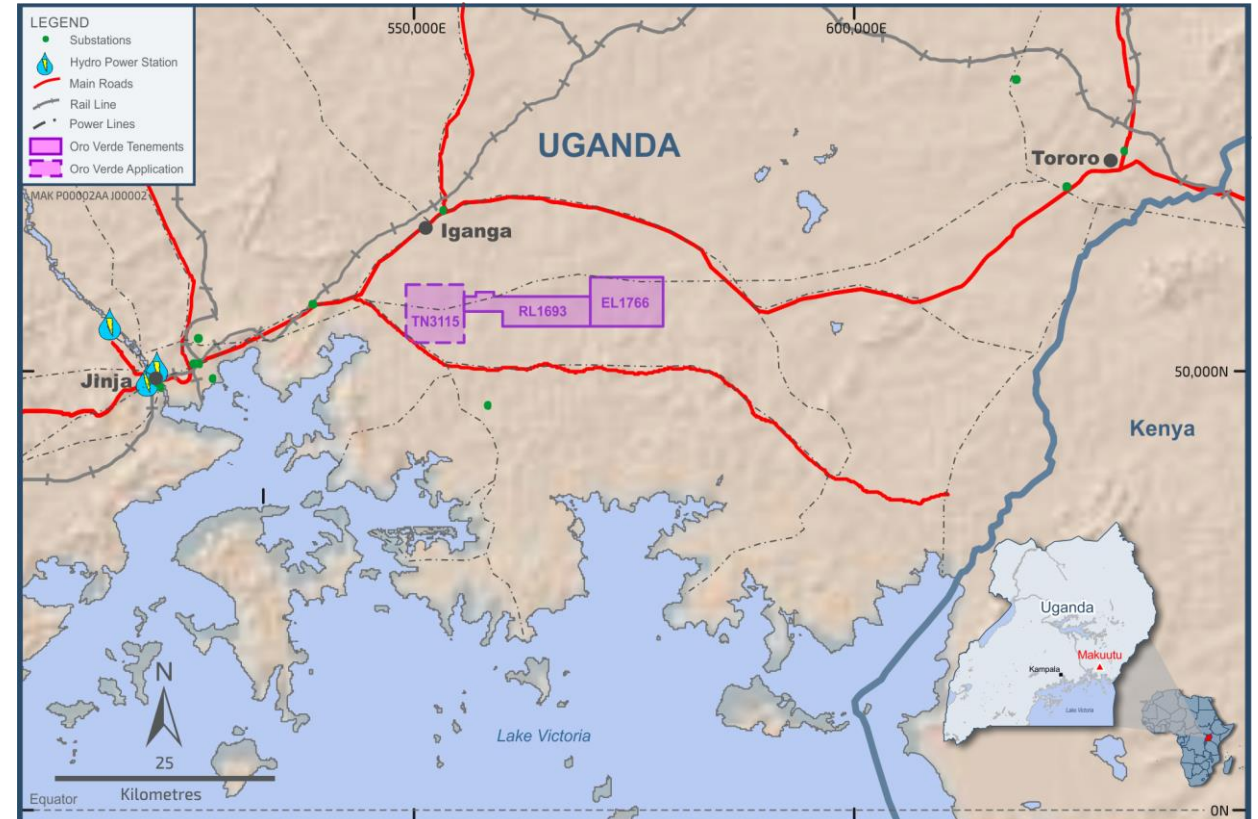 LEGEND
Substations
Hydro Power Station
Main Roads
Rail Line
Power Lines
Oro Verde Tenements
Oro Verde Application
MAK P00002AA J00002
550,000E
600,000E
UGANDA
Tororo
Iganga
TN3115
RL1693
EL1766
Jinja
50,000N
Kenya
Uganda
Makuutu
Kampala
Lake Victoria
N
Lake Victoria
25
Kilometres
Equator
0N